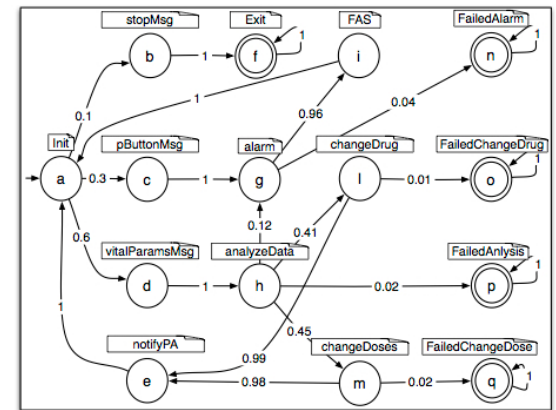 stopMsg
Exit
FAS
FailedAlarm
b
1
f
1
i
n
1
0.1
1
0.96
0.04
Init
pButtonMsg
alarm
changeDrug
FailedChangeDrug
a
0.3
c
1
g
l
0.01
o
1
0.6
0.12
0.41
vitalParamsMsg
analyzeData
FailedAnlysis
d
1
h
0.02
p
1
1
0.45
notifyPA
changeDoses
FailedChangeDose
0.99
e
0.98
m
0.02
q
1